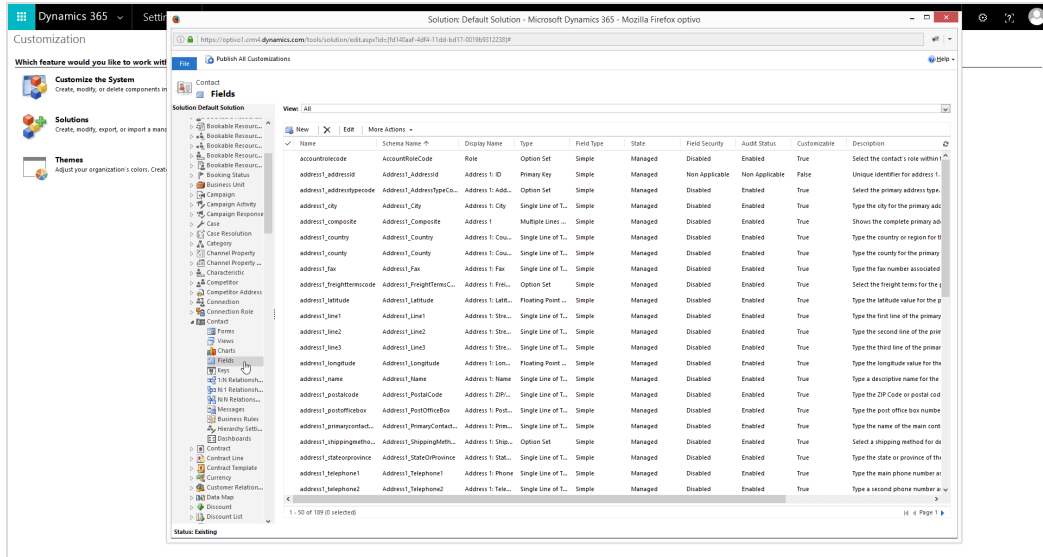 Dynamics 365
Settin
Solution: Default Solution - Microsoft Dynamics 365 - Mozilla Firefox optivo
Customization
https://optivo1.crm4.dynamics.com/tools/solution/edit.aspx?id={fd140aaf-4df4-11dd-bd17-0019b9312238}#
Which feature would you like to work with
File
Publish All Customizations
Help
Customize the System
Create, modify, or delete components in
Solutions
Create, modify, export, or import a mana
Themes
Adjust your organization's colors. Creat
Contact
Fields
Solution Default Solution
Bookable Resourc...
Bookable Resourc...
Bookable Resourc...
Bookable Resourc...
Bookable Resourc...
Booking Status
Business Unit
Campaign
Campaign Activity
Campaign Response
Case
Case Resolution
Category
Channel Property
Channel Property ...
Characteristic
Competitor
Competitor Address
Connection
Connection Role
Contact
Forms
Views
Charts
Fields
Keys
1:N Relationsh...
N:1 Relationsh...
N:N Relations...
Messages
Business Rules
Hierarchy Setti...
Dashboards
Contract
Contract Line
Contract Template
Currency
Customer Relation...
Data Map
Discount
Discount List
Status: Existing
View: All
New Edit More Actions
Name Schema Name Display Name Type Field Type State Field Security Audit Status Customizable Description
accountrolecode AccountRoleCode Role Option Set Simple Managed Disabled Enabled True Select the contact's role within t
address1_addressid Address1_AddressId Address 1: ID Primary Key Simple Managed Non Applicable Non Applicable False Unique identifier for address 1.
address1_addresstypecode Address1_AddressTypeCo... Address 1: Add... Option Set Simple Managed Disabled Enabled True Select the primary address type.
address1_city Address1_City Address 1: City Single Line of T... Simple Managed Disabled Enabled True Type the city for the primary add
address1_composite Address1_Composite Address 1 Multiple Lines ... Simple Managed Disabled Enabled True Shows the complete primary add
address1_country Address1_Country Address 1: Cou... Single Line of T... Simple Managed Disabled Enabled True Type the country or region for th
address1_county Address1_County Address 1: Cou... Single Line of T... Simple Managed Disabled Enabled True Type the county for the primary
address1_fax Address1_Fax Address 1: Fax Single Line of T... Simple Managed Disabled Enabled True Type the fax number associated
address1_freighttermscode Address1_FreightTermsC... Address 1: Frei... Option Set Simple Managed Disabled Enabled True Select the freight terms for the p
address1_latitude Address1_Latitude Address 1: Latit... Floating Point ... Simple Managed Disabled Enabled True Type the latitude value for the p
address1_line1 Address1_Line1 Address 1: Stre... Single Line of T... Simple Managed Disabled Enabled True Type the first line of the primary
address1_line2 Address1_Line2 Address 1: Stre... Single Line of T... Simple Managed Disabled Enabled True Type the second line of the prim
address1_line3 Address1_Line3 Address 1: Stre... Single Line of T... Simple Managed Disabled Enabled True Type the third line of the primar
address1_longitude Address1_Longitude Address 1: Lon... Floating Point ... Simple Managed Disabled Enabled True Type the longitude value for the
address1_name Address1_Name Address 1: Name Single Line of T... Simple Managed Disabled Enabled True Type a descriptive name for the
address1_postalcode Address1_PostalCode Address 1: ZIP/... Single Line of T... Simple Managed Disabled Enabled True Type the ZIP Code or postal cod
address1_postofficebox Address1_PostOfficeBox Address 1: Post... Single Line of T... Simple Managed Disabled Enabled True Type the post office box numbe
address1_primarycontact... Address1_PrimaryContact... Address 1: Prim... Single Line of T... Simple Managed Disabled Enabled True Type the name of the main cont
address1_shippingmetho... Address1_ShippingMeth... Address 1: Ship... Option Set Simple Managed Disabled Enabled True Select a shipping method for de
address1_stateorprovince Address1_StateOrProvince Address 1: Stat... Single Line of T... Simple Managed Disabled Enabled True Type the state or province of the
address1_telephone1 Address1_Telephone1 Address 1: Phone Single Line of T... Simple Managed Disabled Enabled True Type the main phone number as
address1_telephone2 Address1_Telephone2 Address 1: Tele... Single Line of T... Simple Managed Disabled Enabled True Type a second phone number a
1 - 50 of 189 (0 selected)
Page 1